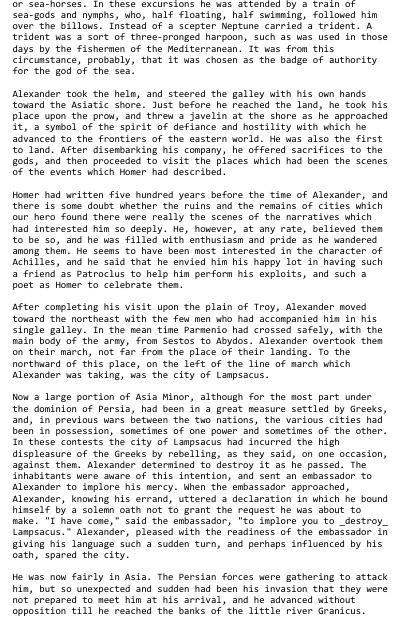 or sea-horses. In these excursions he was attended by a train of
sea-gods and nymphs, who, half floating, half swimming, followed him
over the billows. Instead of a scepter Neptune carried a trident. A
trident was a sort of three-pronged harpoon, such as was used in those
days by the fishermen of the Mediterranean. It was from this
circumstance, probably, that it was chosen as the badge of authority
for the god of the sea.

Alexander took the helm, and steered the galley with his own hands
toward the Asiatic shore. Just before he reached the land, he took his
place upon the prow, and threw a javelin at the shore as he approached
it, a symbol of the spirit of defiance and hostility with which he
advanced to the frontiers of the eastern world. He was also the first
to land. After disembarking his company, he offered sacrifices to the
gods, and then proceeded to visit the places which had been the scenes
of the events which Homer had described.

Homer had written five hundred years before the time of Alexander, and
there is some doubt whether the ruins and the remains of cities which
our hero found there were really the scenes of the narratives which
had interested him so deeply. He, however, at any rate, believed them
to be so, and he was filled with enthusiasm and pride as he wandered
among them. He seems to have been most interested in the character of
Achilles, and he said that he envied him his happy lot in having such
a friend as Patroclus to help him perform his exploits, and such a
poet as Homer to celebrate them.

After completing his visit upon the plain of Troy, Alexander moved
toward the northeast with the few men who had accompanied him in his
single galley. In the mean time Parmenio had crossed safely, with the
main body of the army, from Sestos to Abydos. Alexander overtook them
on their march, not far from the place of their landing. To the
northward of this place, on the left of the line of march which
Alexander was taking, was the city of Lampsacus.

Now a large portion of Asia Minor, although for the most part under
the dominion of Persia, had been in a great measure settled by Greeks,
and, in previous wars between the two nations, the various cities had
been in possession, sometimes of one power and sometimes of the other.
In these contests the city of Lampsacus had incurred the high
displeasure of the Greeks by rebelling, as they said, on one occasion,
against them. Alexander determined to destroy it as he passed. The
inhabitants were aware of this intention, and sent an embassador to
Alexander to implore his mercy. When the embassador approached,
Alexander, knowing his errand, uttered a declaration in which he bound
himself by a solemn oath not to grant the request he was about to
make. "I have come," said the embassador, "to implore you to _destroy_
Lampsacus." Alexander, pleased with the readiness of the embassador in
giving his language such a sudden turn, and perhaps influenced by his
oath, spared the city.

He was now fairly in Asia. The Persian forces were gathering to attack
him, but so unexpected and sudden had been his invasion that they were
not prepared to meet him at his arrival, and he advanced without
opposition till he reached the banks of the little river Granicus.